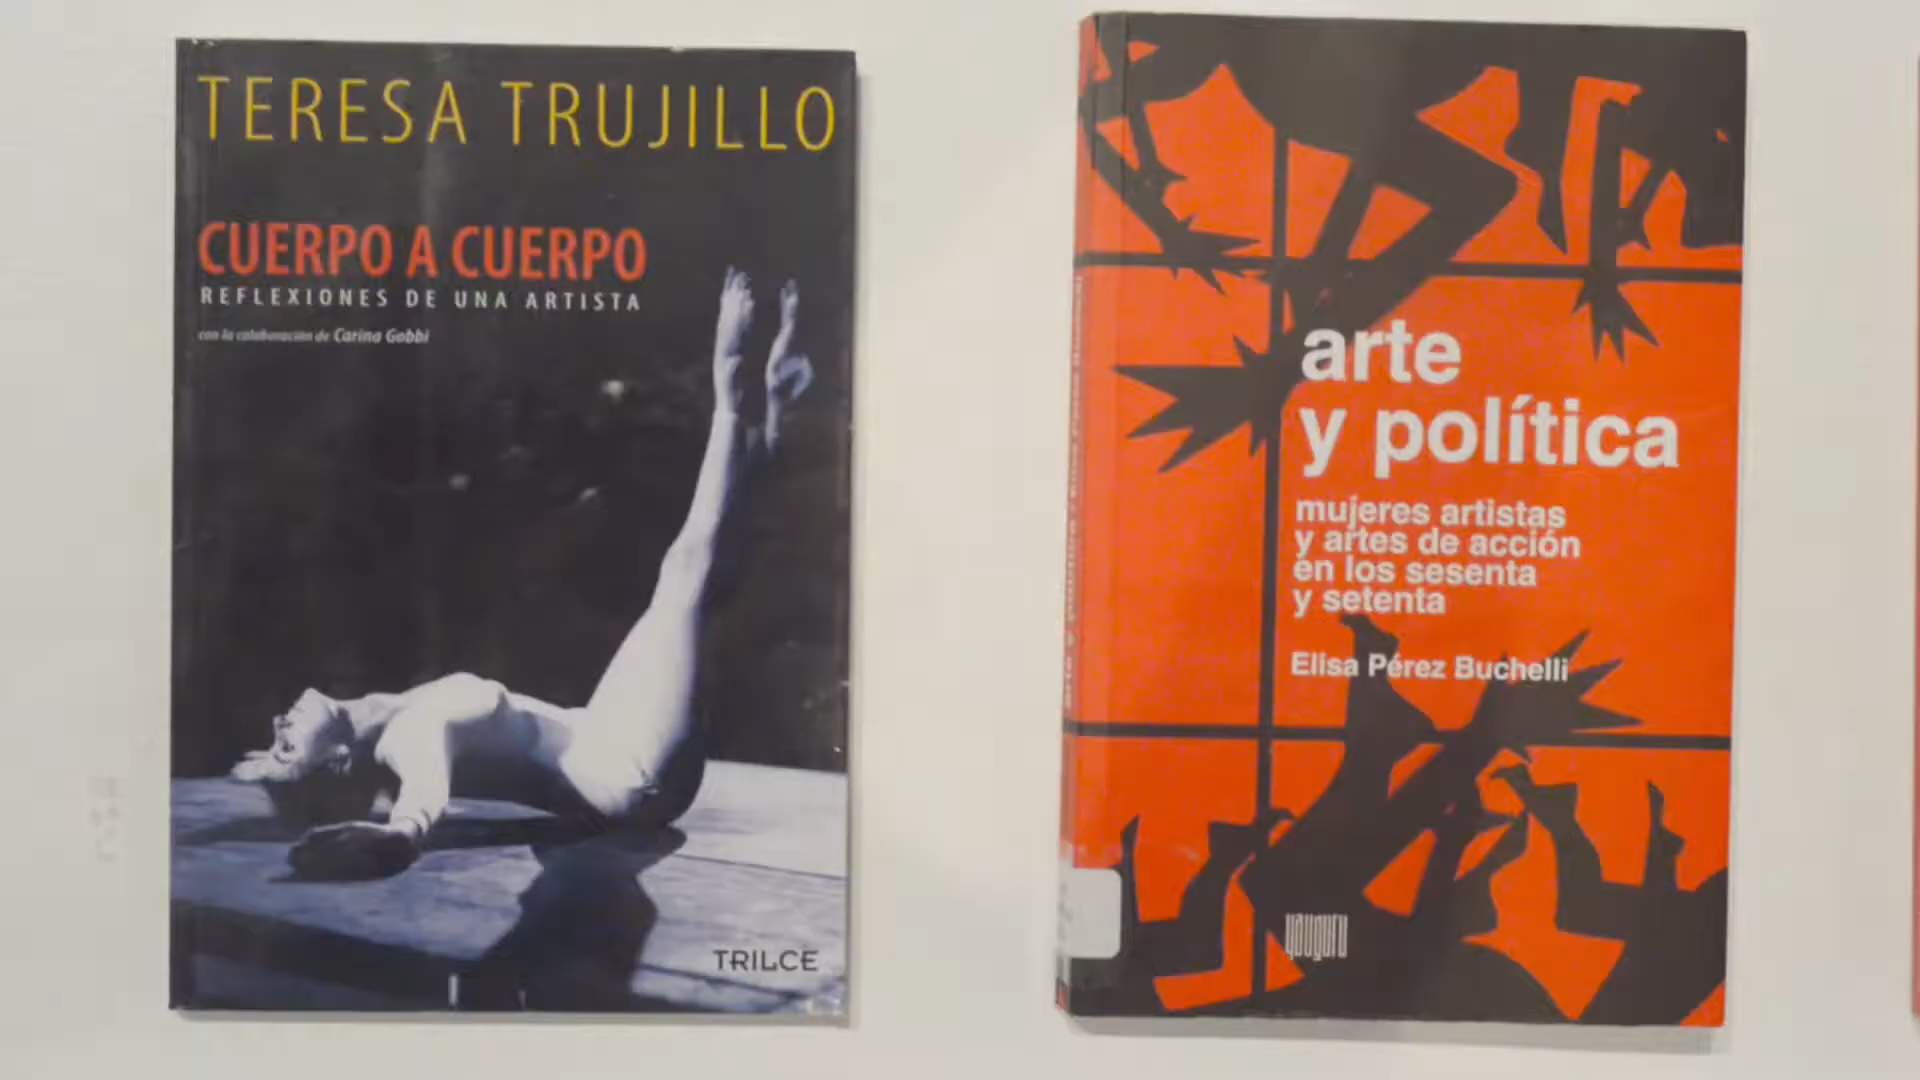 TERESA TRUJILLO
CUERPO A CUERPO
REFLEXIONES DE UNA ARTISTA
con la colaboración de Carina Gobbi
TRILCE
arte
y política
mujeres artistas
y artes de acción
en los sesenta
y setenta
Elisa Pérez Buchelli
yauguru